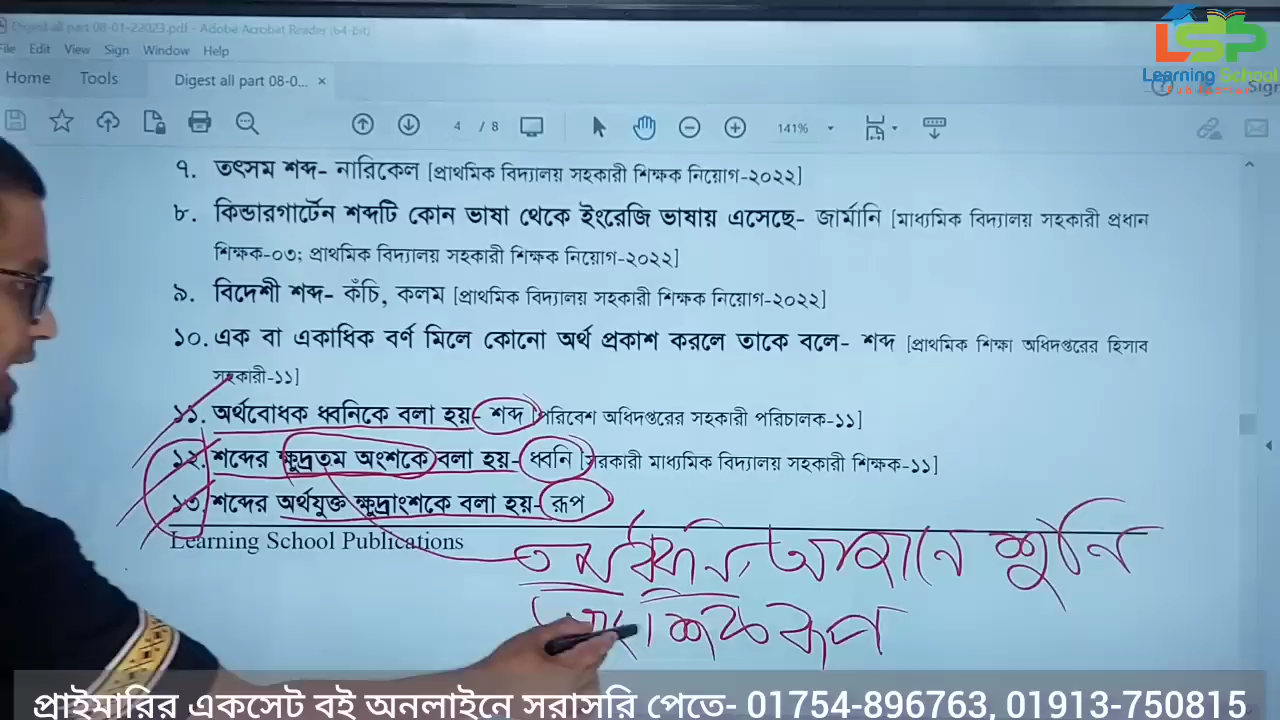 Digest all part 08-01-22023.pdf - Adobe Acrobat Reader (64-bit)
File Edit View Sign Window Help
LSP
Learning School
Publication
Home Tools Digest all part 08-0... × Sign
4 / 8 141%
৭. তৎসম শব্দ- নারিকেল [প্রাথমিক বিদ্যালয় সহকারী শিক্ষক নিয়োগ-২০২২]
৮. কিন্ডারগার্টেন শব্দটি কোন ভাষা থেকে ইংরেজি ভাষায় এসেছে- জার্মানি [মাধ্যমিক বিদ্যালয় সহকারী প্রধান
শিক্ষক-০৩; প্রাথমিক বিদ্যালয় সহকারী শিক্ষক নিয়োগ-২০২২]
৯. বিদেশী শব্দ- কঁচি, কলম [প্রাথমিক বিদ্যালয় সহকারী শিক্ষক নিয়োগ-২০২২]
১০. এক বা একাধিক বর্ণ মিলে কোনো অর্থ প্রকাশ করলে তাকে বলে- শব্দ [প্রাথমিক শিক্ষা অধিদপ্তরের হিসাব
সহকারী-১১]
১১. অর্থবোধক ধ্বনিকে বলা হয়- শব্দ [পরিবেশ অধিদপ্তরের সহকারী পরিচালক-১১]
১২. শব্দের ক্ষুদ্রতম অংশকে বলা হয়- ধ্বনি [সরকারী মাধ্যমিক বিদ্যালয় সহকারী শিক্ষক-১১]
১৩. শব্দের অর্থযুক্ত ক্ষুদ্রাংশকে বলা হয়- রূপ
Learning School Publications
রূপ
প্রাইমারির একসেট বই অনলাইনে সরাসরি পেতে- 01754-896763, 01913-750815